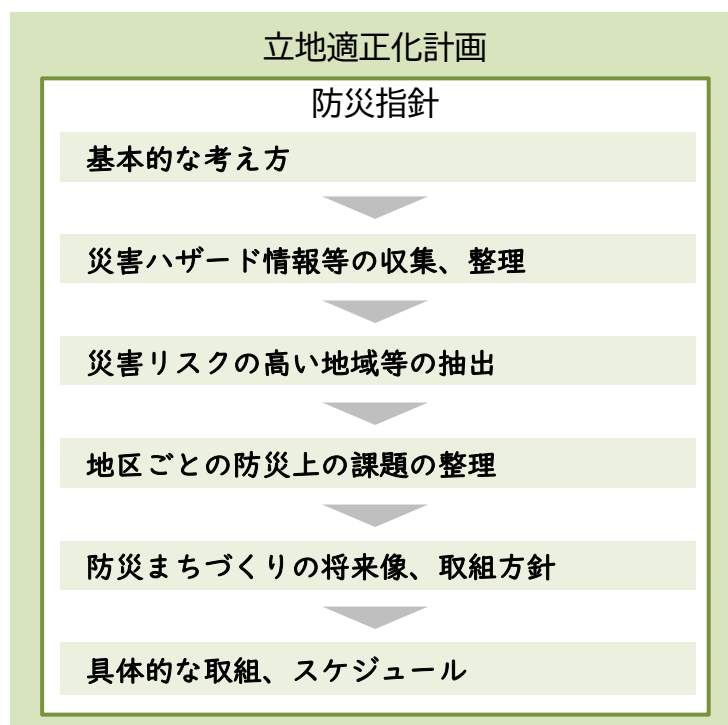 立地適正化計画
防災指針
基本的な考え方
災害ハザード情報等の収集、整理
災害リスクの高い地域等の抽出
地区ごとの防災上の課題の整理
防災まちづくりの将来像、取組方針
具体的な取組、スケジュール